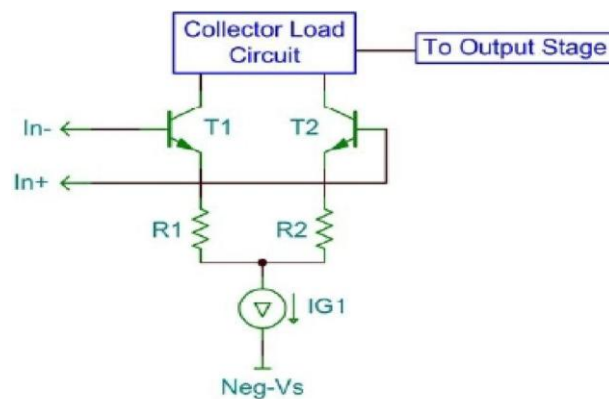 Collector Load
Circuit
To Output Stage
In-
T1
T2
In+
R1
R2
IG1
Neg-Vs